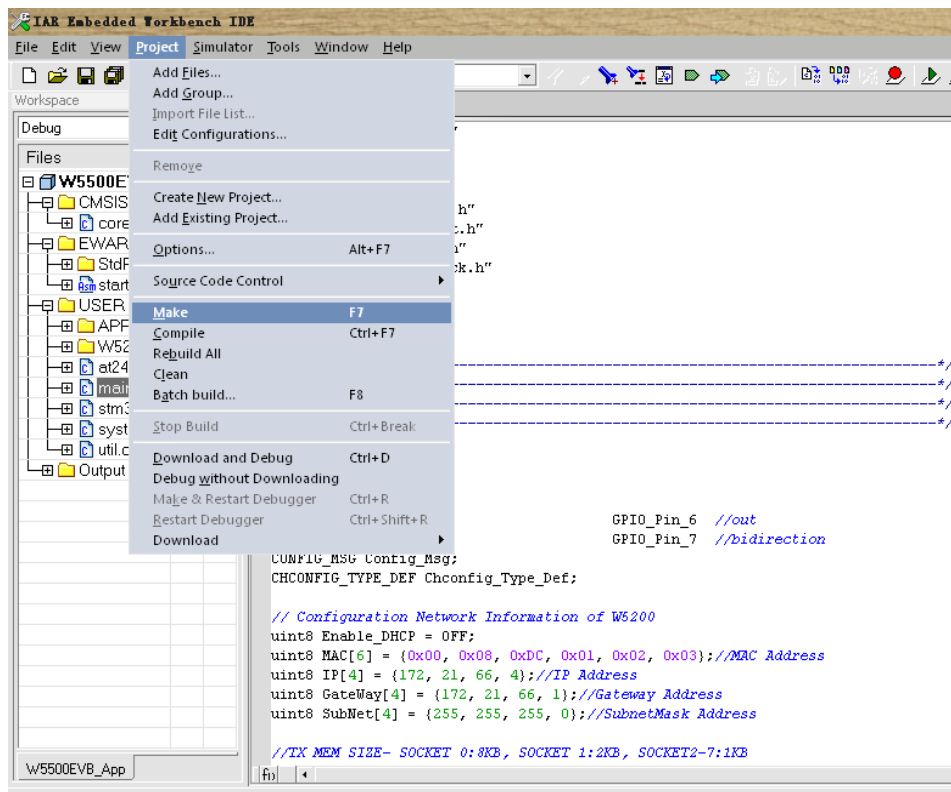 IAR Embedded Workbench IDE
File Edit View Project Simulator Tools Window Help
Workspace
Debug
Files
W5500E
CMSIS
core
EWAR
StdF
Asm start
USER
APF
W52
at24
main
stm3
syst
util.c
Output
W5500EVB_App
Add Files...
Add Group...
Import File List...
Edit Configurations...
Remove
Create New Project...
Add Existing Project...
Options... Alt+F7
Source Code Control
Make F7
Compile Ctrl+F7
Rebuild All
Clean
Batch build... F8
Stop Build Ctrl+Break
Download and Debug Ctrl+D
Debug without Downloading
Make & Restart Debugger Ctrl+R
Restart Debugger Ctrl+Shift+R
Download
h"
t.h"
"
ck.h"
--*/
--*/
--*/
--*/
GPIO_Pin_6 //out
GPIO_Pin_7 //bidirection
CONFIG_MSG Config_Msg;
CHCONFIG_TYPE_DEF Chconfig_Type_Def;
// Configuration Network Information of W5200
uint8 Enable_DHCP = OFF;
uint8 MAC[6] = {0x00, 0x08, 0xDC, 0x01, 0x02, 0x03};//MAC Address
uint8 IP[4] = {172, 21, 66, 4};//IP Address
uint8 GateWay[4] = {172, 21, 66, 1};//Gateway Address
uint8 SubNet[4] = {255, 255, 255, 0};//SubnetMask Address
//TX MEM SIZE- SOCKET 0:8KB, SOCKET 1:2KB, SOCKET2-7:1KB